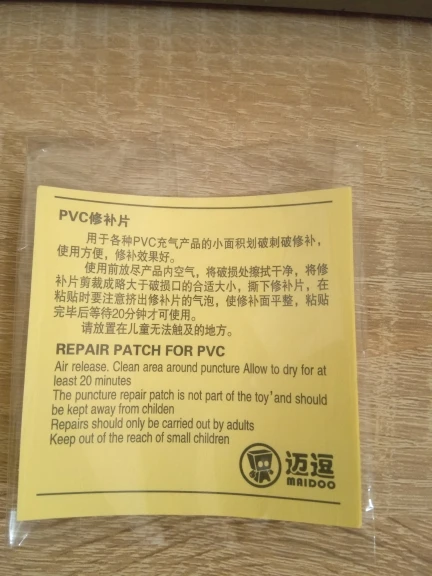 PVC修补片
用于各种PVC充气产品的小面积划破刺破修补，
使用方便，修补效果好。
使用前放尽产品内空气，将破损处擦拭干净，将修
补片剪裁成略大于破损口的合适大小，撕下修补片，在
粘贴时要注意挤出修补片的气泡，使修补面平整，粘贴
完毕后等待20分钟才可使用。
请放置在儿童无法触及的地方。
REPAIR PATCH FOR PVC
Air release. Clean area around puncture Allow to dry for at
least 20 minutes
The puncture repair patch is not part of the toy'and should
be kept away from childen
Repairs should only be carried out by adults
Keep out of the reach of small children
迈逗
MAIDOO